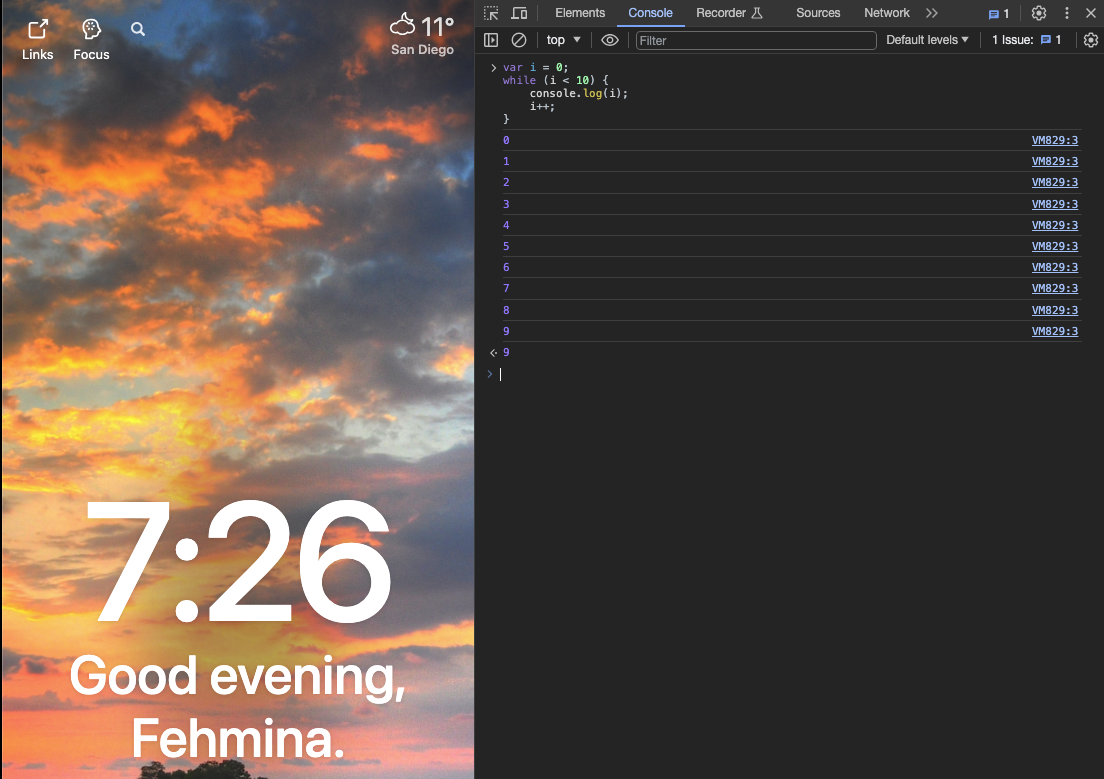 Links
Focus
11°
San Diego
7:26
Good evening,
Fehmina.
Elements Console Recorder Sources Network 1
top Filter Default levels 1 Issue: 1
var i = 0;
while (i < 10) {
    console.log(i);
    i++;
}
0 VM829:3
1 VM829:3
2 VM829:3
3 VM829:3
4 VM829:3
5 VM829:3
6 VM829:3
7 VM829:3
8 VM829:3
9 VM829:3
9